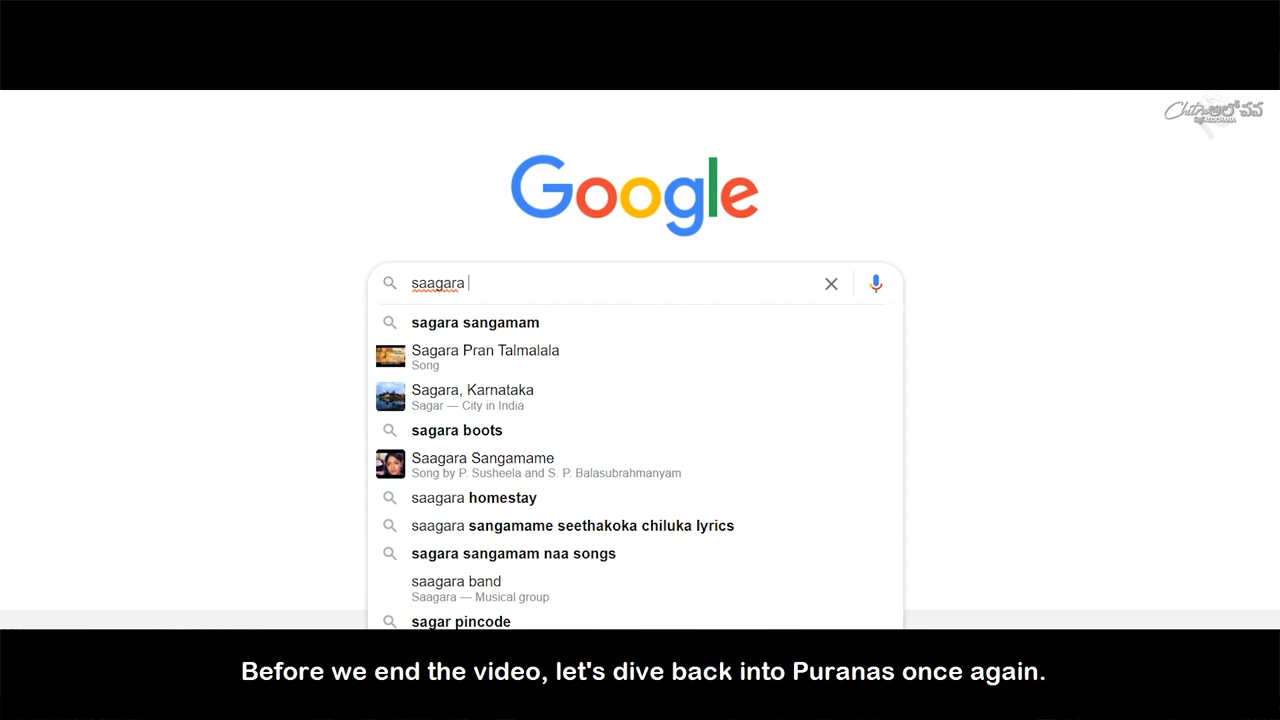 Chitraఆలోచన
Google
saagara
sagara sangamam
Sagara Pran Talmalala
Song
Sagara, Karnataka
Sagar — City in India
sagara boots
Saagara Sangamame
Song by P. Susheela and S. P. Balasubrahmanyam
saagara homestay
saagara sangamame seethakoka chiluka lyrics
sagara sangamam naa songs
saagara band
Saagara — Musical group
sagar pincode
Before we end the video, let's dive back into Puranas once again.